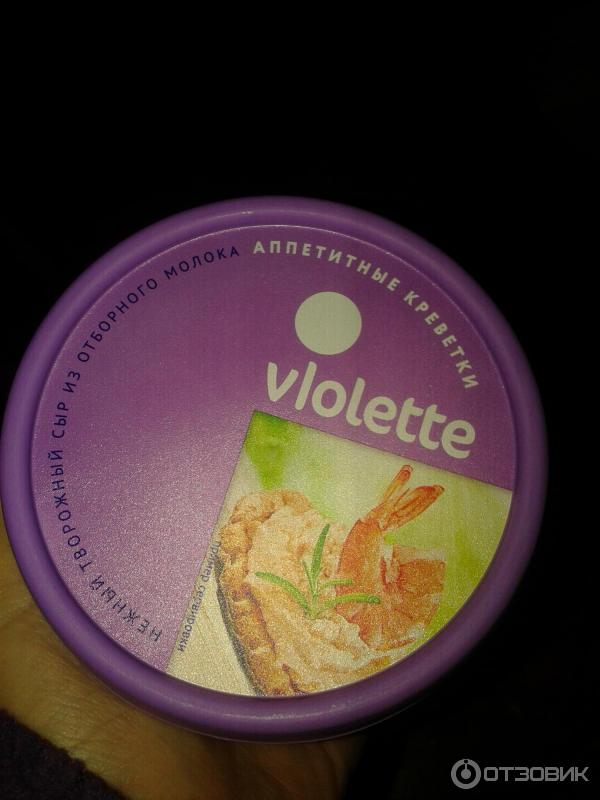 НЕЖНЫЙ ТВОРОЖНЫЙ СЫР ИЗ ОТБОРНОГО МОЛОКА
АППЕТИТНЫЕ КРЕВЕТКИ
violette
пример сервировки
ОТЗОВИК